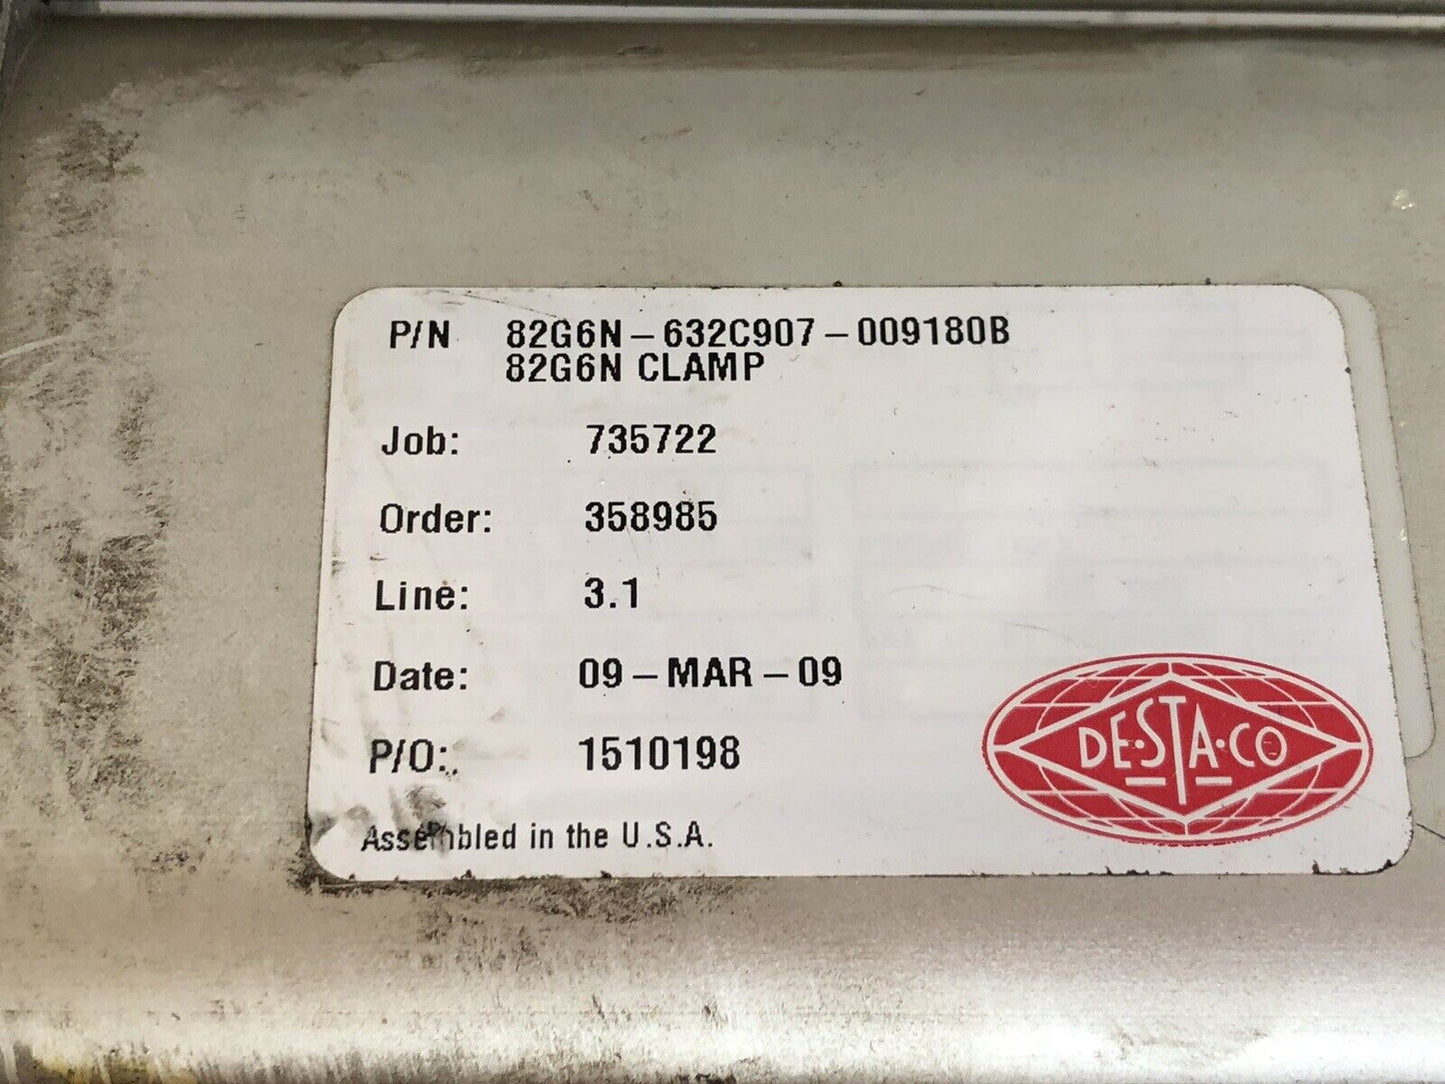 P/N 82G6N-632C907-009180B
82G6N CLAMP
Job: 735722
Order: 358985
Line: 3.1
Date: 09-MAR-09
P/O: 1510198
Assembled in the U.S.A.
DE·STA·CO